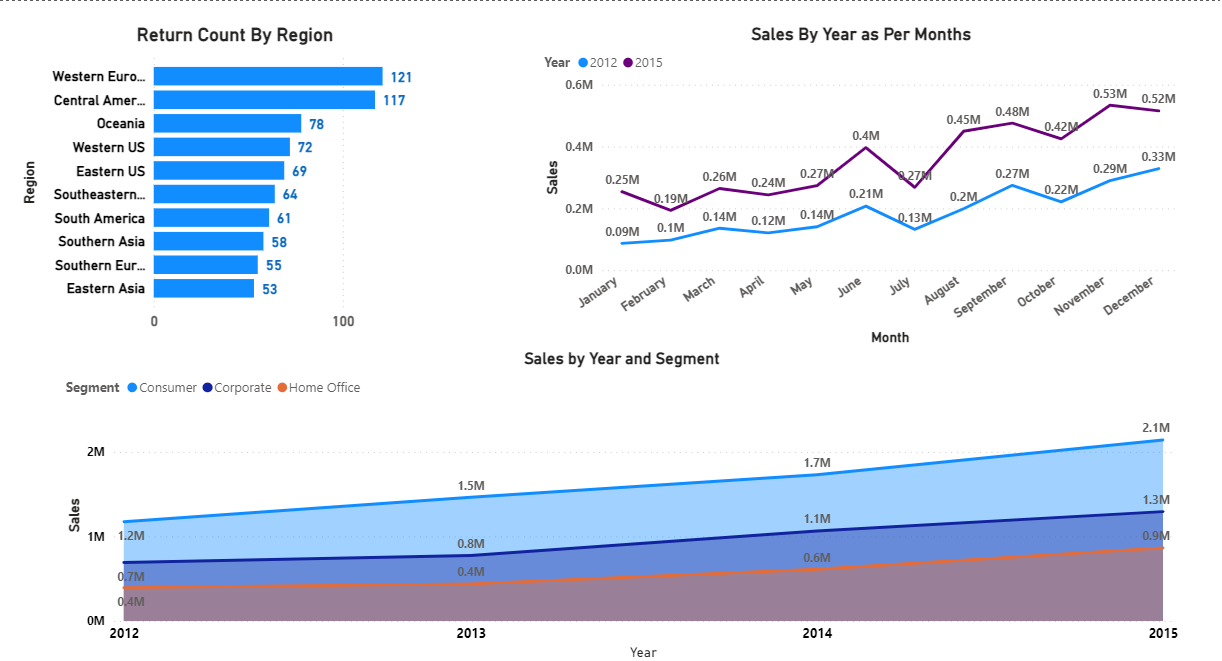 Return Count By Region
Region
Western Euro... 121
Central Amer... 117
Oceania 78
Western US 72
Eastern US 69
Southeastern... 64
South America 61
Southern Asia 58
Southern Eur... 55
Eastern Asia 53
0 100
Sales By Year as Per Months
Year 2012 2015
Sales
0.6M
0.4M
0.2M
0.0M
0.25M 0.19M 0.26M 0.24M 0.27M 0.4M 0.27M 0.45M 0.48M 0.42M 0.53M 0.52M
0.09M 0.1M 0.14M 0.12M 0.14M 0.21M 0.13M 0.2M 0.27M 0.22M 0.29M 0.33M
January February March April May June July August September October November December
Month
Sales by Year and Segment
Segment Consumer Corporate Home Office
Sales
2M
1M
0M
1.2M 1.5M 1.7M 2.1M
0.7M 0.8M 1.1M 1.3M
0.4M 0.4M 0.6M 0.9M
2012 2013 2014 2015
Year